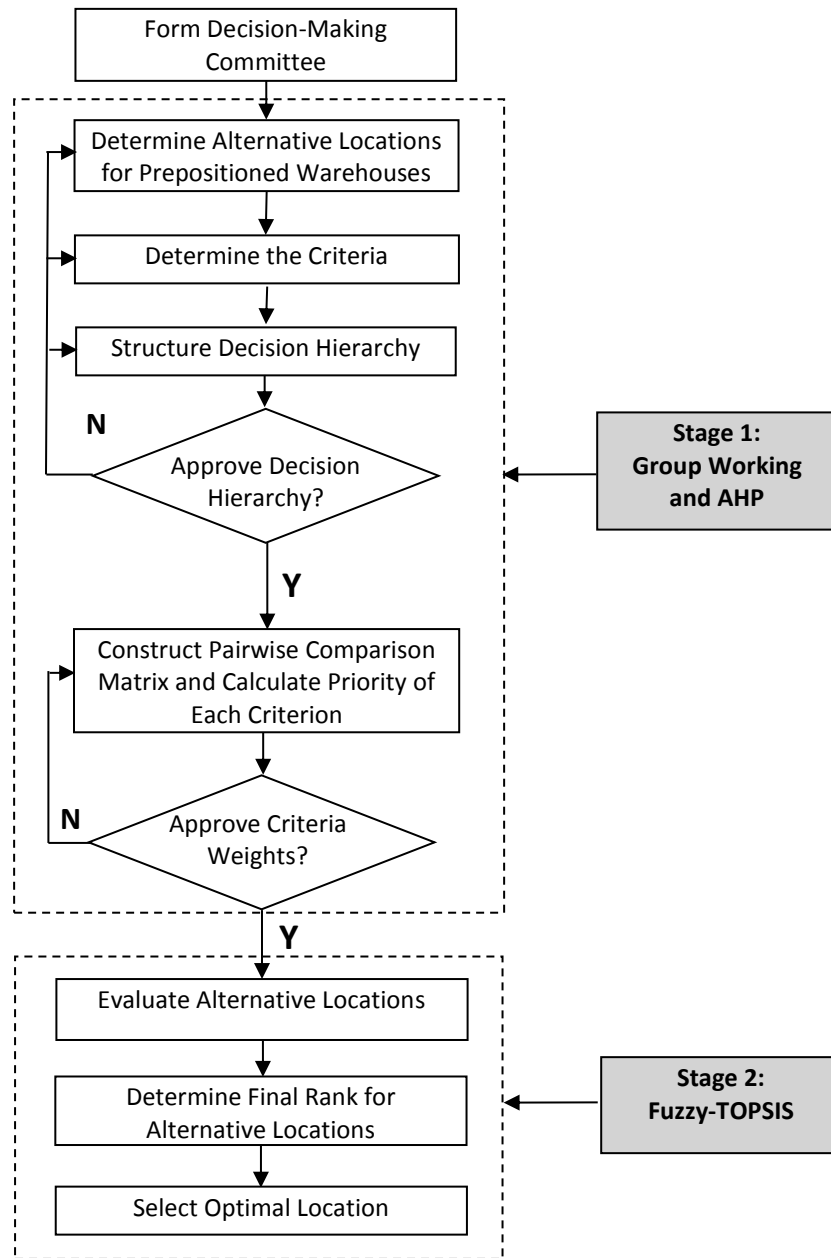 Form Decision-Making
Committee
Determine Alternative Locations
for Prepositioned Warehouses
Determine the Criteria
Structure Decision Hierarchy
N
Approve Decision
Hierarchy?
Stage 1:
Group Working
and AHP
Y
Construct Pairwise Comparison
Matrix and Calculate Priority of
Each Criterion
N
Approve Criteria
Weights?
Y
Evaluate Alternative Locations
Determine Final Rank for
Alternative Locations
Stage 2:
Fuzzy-TOPSIS
Select Optimal Location